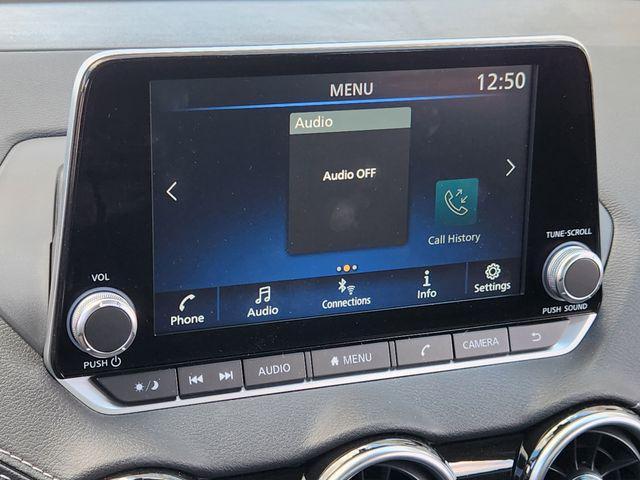 MENU
12:50
Audio
Audio OFF
Call History
Phone
Audio
Connections
Info
Settings
VOL
PUSH
TUNE·SCROLL
PUSH SOUND
AUDIO
MENU
CAMERA